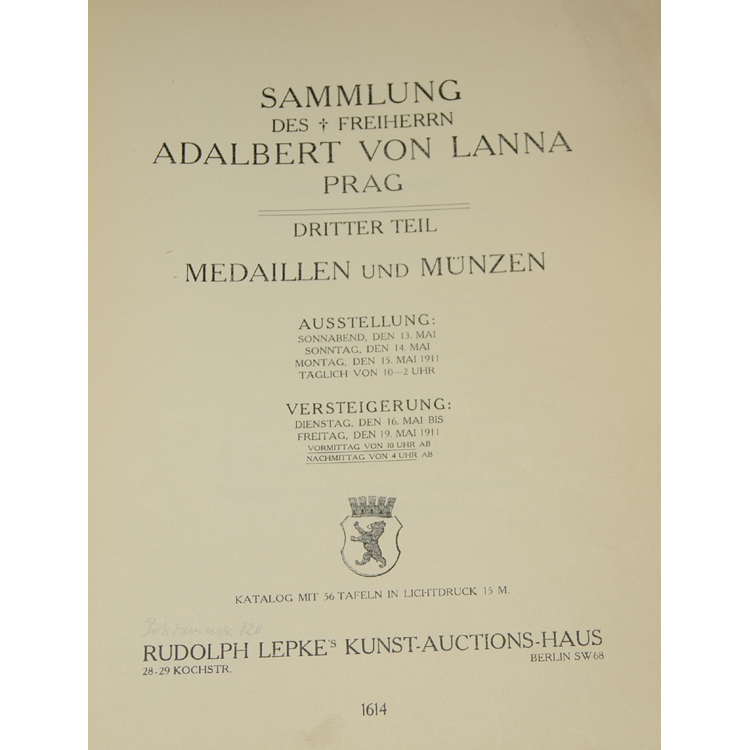 SAMMLUNG
DES † FREIHERRN
ADALBERT VON LANNA
PRAG
DRITTER TEIL
MEDAILLEN UND MÜNZEN
AUSSTELLUNG:
SONNABEND, DEN 13. MAI
SONNTAG, DEN 14. MAI
MONTAG, DEN 15. MAI 1911
TÄGLICH VON 10—2 UHR
VERSTEIGERUNG:
DIENSTAG, DEN 16. MAI BIS
FREITAG, DEN 19. MAI 1911
VORMITTAG VON 10 UHR AB
NACHMITTAG VON 4 UHR AB
KATALOG MIT 56 TAFELN IN LICHTDRUCK 15 M.
120
RUDOLPH LEPKE'S KUNST-AUCTIONS-HAUS
28-29 KOCHSTR. BERLIN SW 68
1614